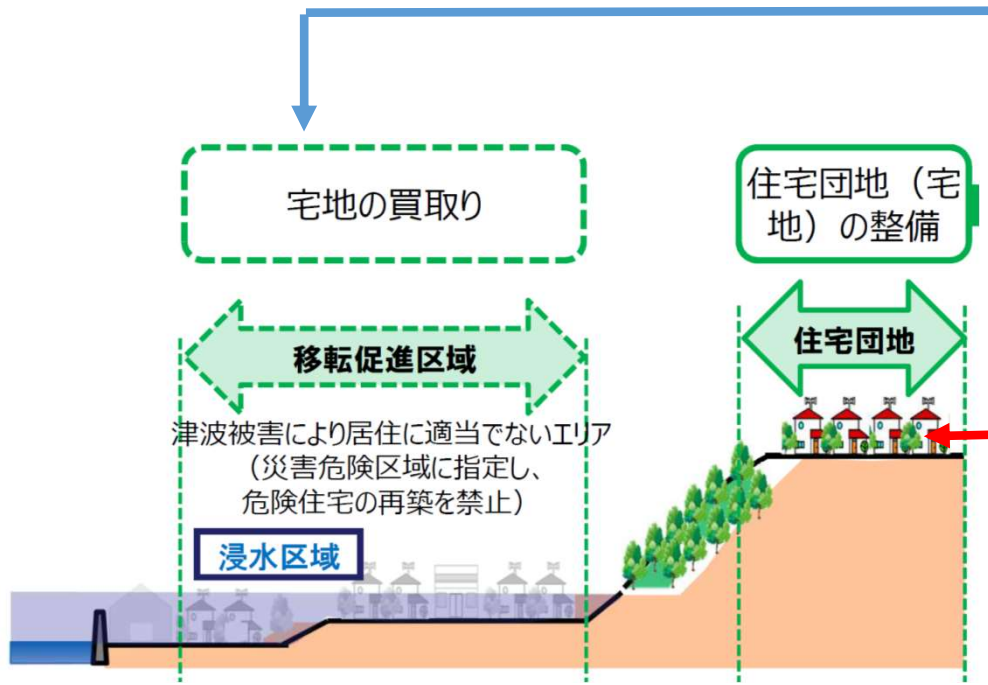 宅地の買取り
住宅団地（宅
地）の整備
移転促進区域
住宅団地
津波被害により居住に適当でないエリア
（災害危険区域に指定し、
危険住宅の再築を禁止）
浸水区域